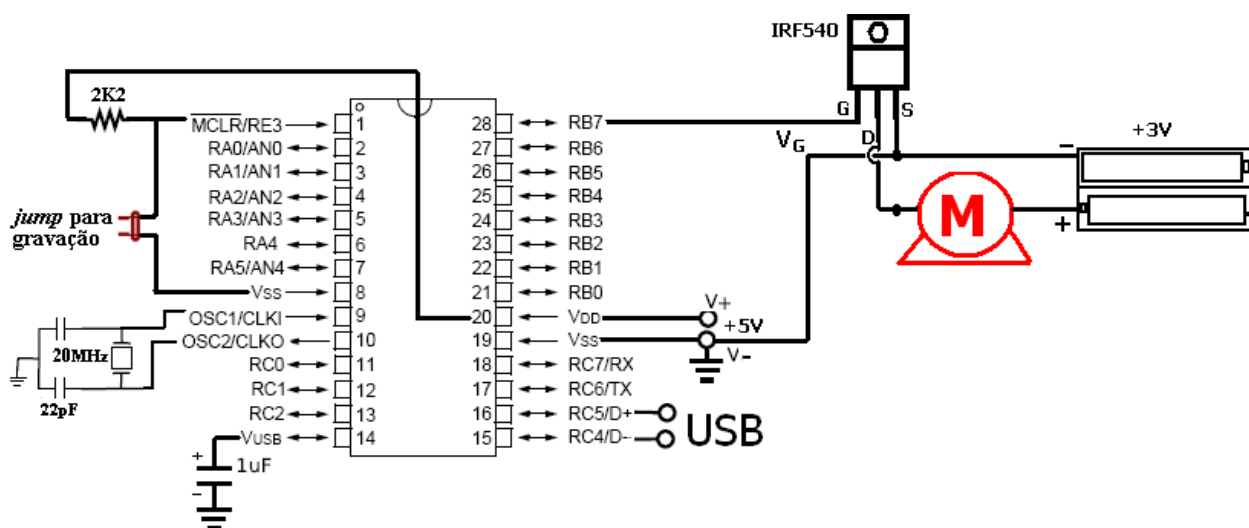 IRF540
2K2
G
S
D
VG
+3V
-
+
M
MCLR/RE3
RA0/AN0
RA1/AN1
RA2/AN2
RA3/AN3
RA4
RA5/AN4
VSS
OSC1/CLKI
OSC2/CLKO
RC0
RC1
RC2
VUSB
1
2
3
4
5
6
7
8
9
10
11
12
13
14
28
27
26
25
24
23
22
21
20
19
18
17
16
15
RB7
RB6
RB5
RB4
RB3
RB2
RB1
RB0
VDD
VSS
RC7/RX
RC6/TX
RC5/D+
RC4/D-
jump para
gravação
20MHz
22pF
+
1uF
-
V+
+5V
V-
USB